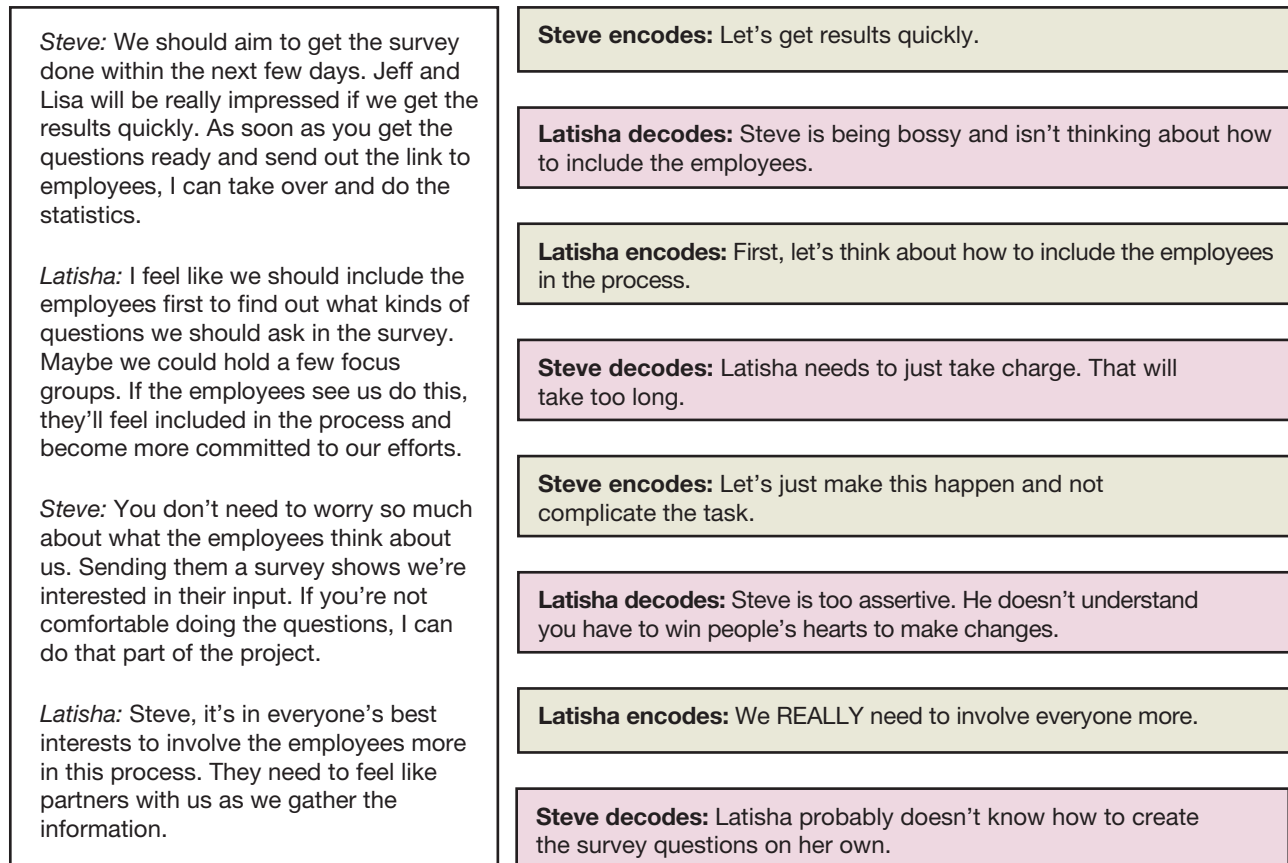 Steve: We should aim to get the survey
done within the next few days. Jeff and
Lisa will be really impressed if we get the
results quickly. As soon as you get the
questions ready and send out the link to
employees, I can take over and do the
statistics.
Latisha: I feel like we should include the
employees first to find out what kinds of
questions we should ask in the survey.
Maybe we could hold a few focus
groups. If the employees see us do this,
they'll feel included in the process and
become more committed to our efforts.
Steve: You don't need to worry so much
about what the employees think about
us. Sending them a survey shows we're
interested in their input. If you're not
comfortable doing the questions, I can
do that part of the project.
Latisha: Steve, it's in everyone's best
interests to involve the employees more
in this process. They need to feel like
partners with us as we gather the
information.
Steve encodes: Let's get results quickly.
Latisha decodes: Steve is being bossy and isn't thinking about how
to include the employees.
Latisha encodes: First, let's think about how to include the employees
in the process.
Steve decodes: Latisha needs to just take charge. That will
take too long.
Steve encodes: Let's just make this happen and not
complicate the task.
Latisha decodes: Steve is too assertive. He doesn't understand
you have to win people's hearts to make changes.
Latisha encodes: We REALLY need to involve everyone more.
Steve decodes: Latisha probably doesn't know how to create
the survey questions on her own.